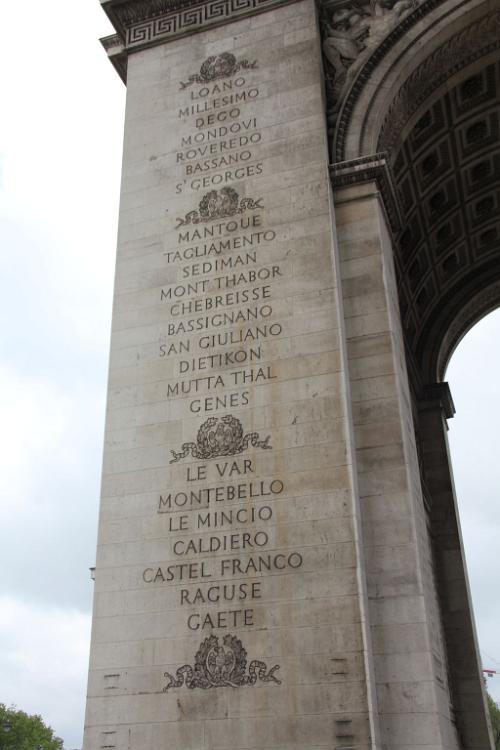 LOANO
MILLESIMO
DEGO
MONDOVI
ROVEREDO
BASSANO
ST GEORGES
MANTOUE
TAGLIAMENTO
SEDIMAN
MONT THABOR
CHEBREISSE
BASSIGNANO
SAN GIULIANO
DIETIKON
MUTTA THAL
GENES
LE VAR
MONTEBELLO
LE MINCIO
CALDIERO
CASTEL FRANCO
RAGUSE
GAETE